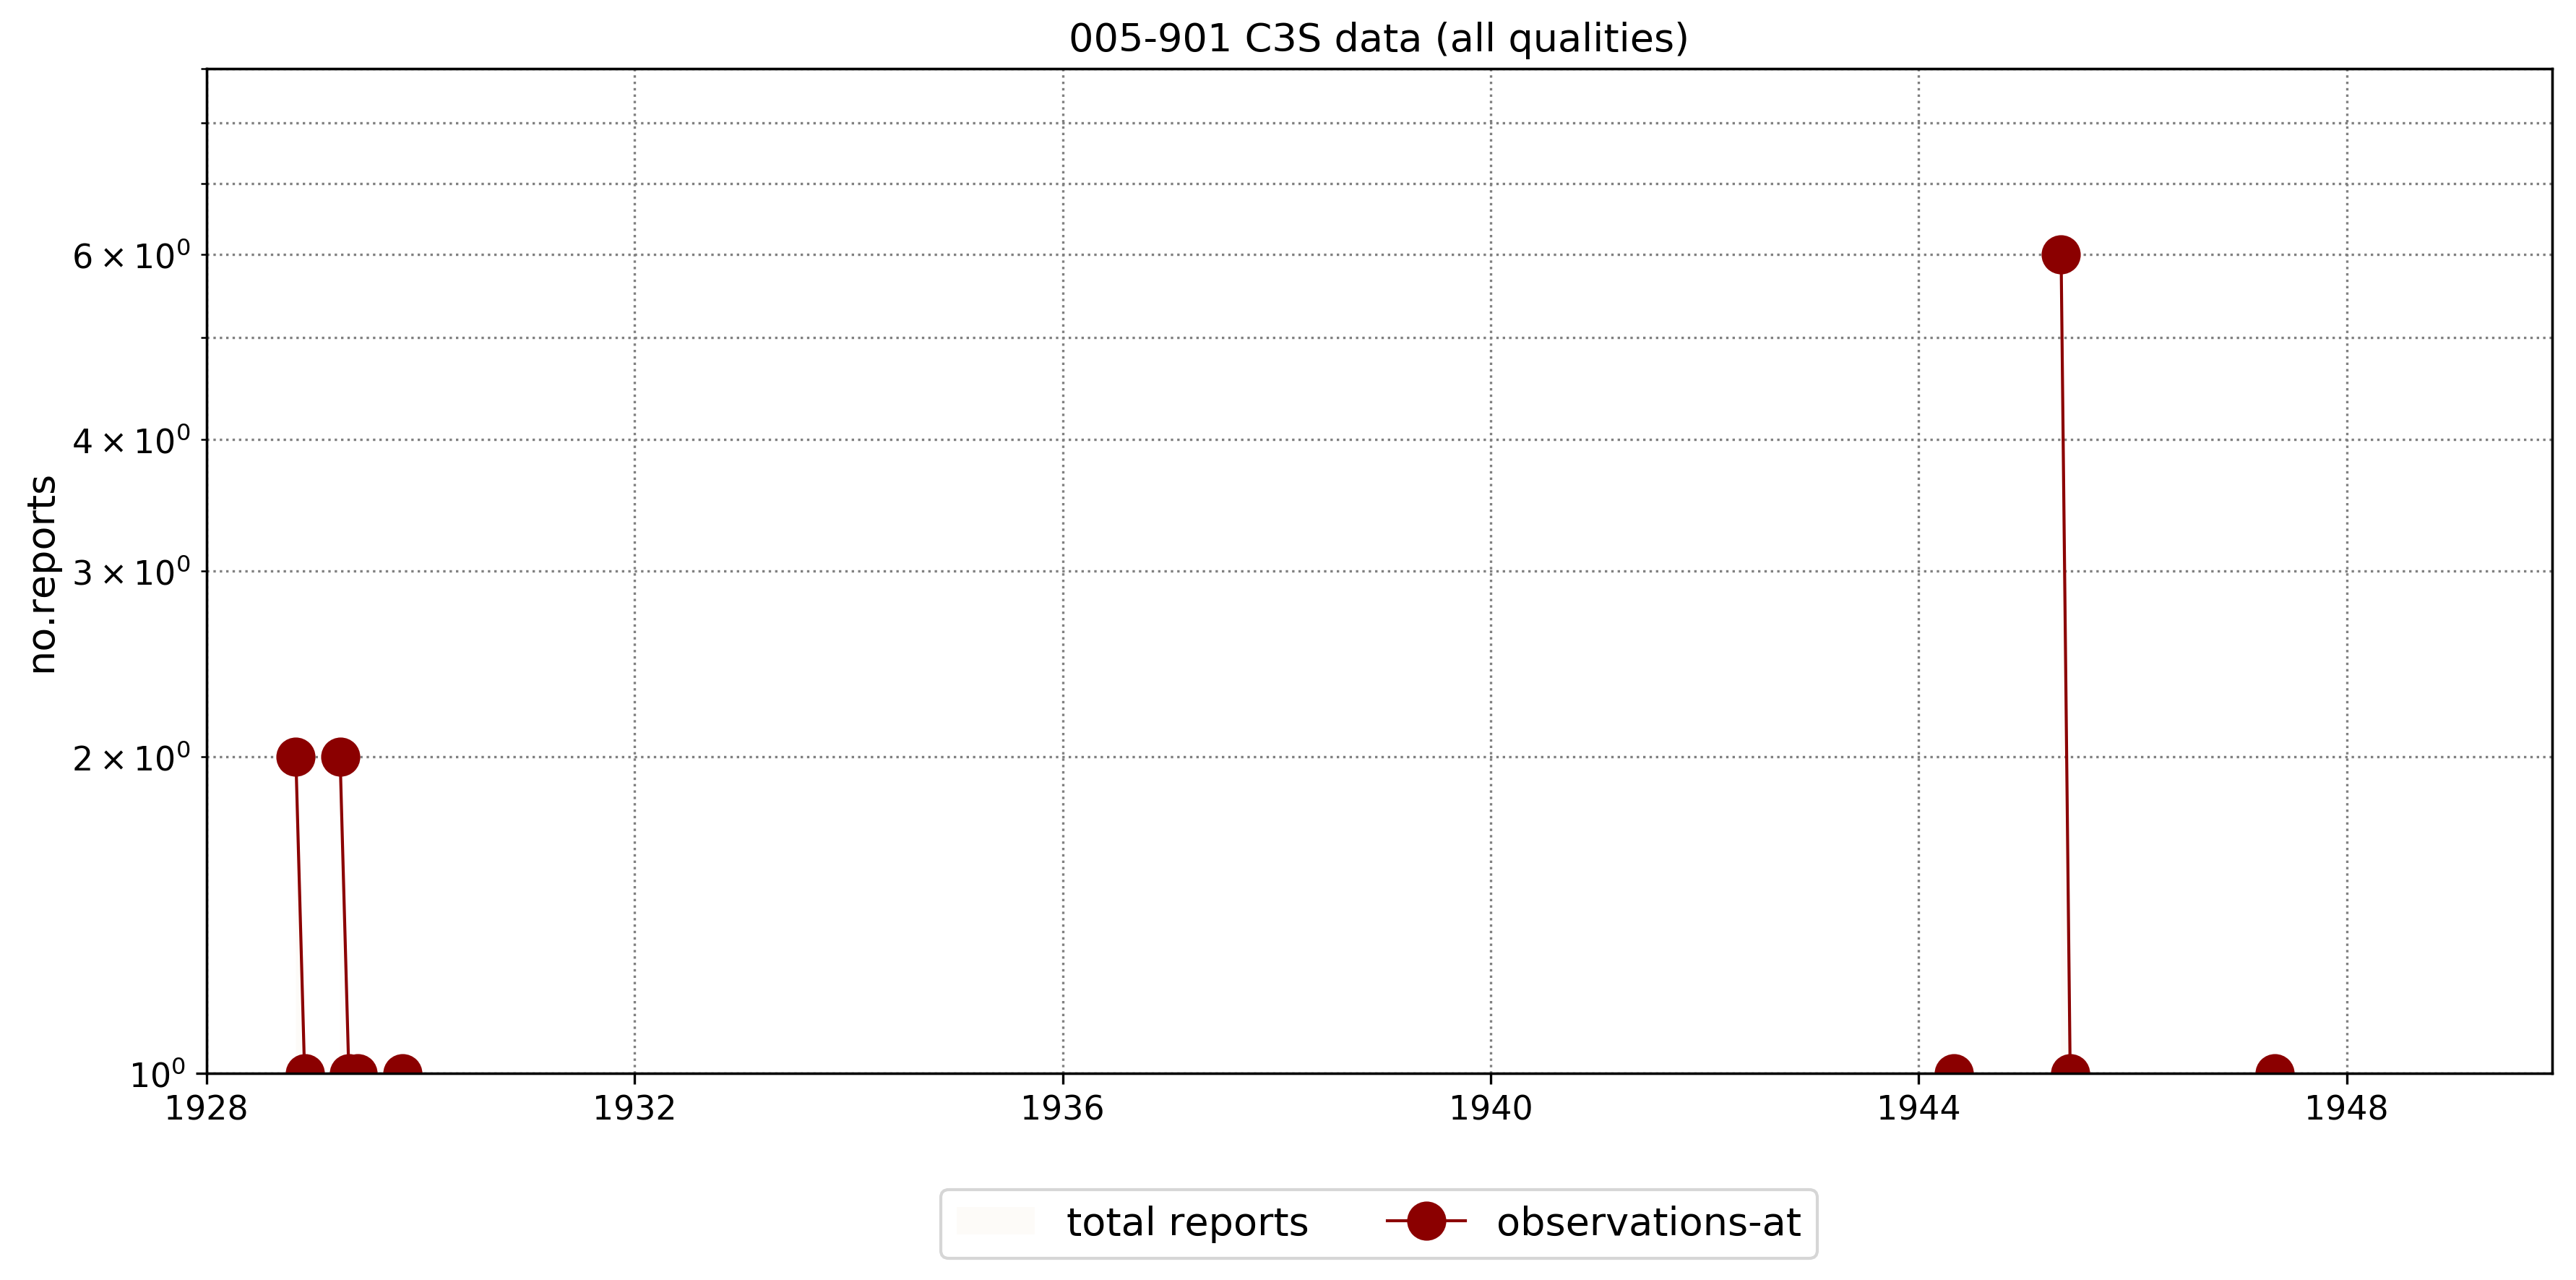 005-901 C3S data (all qualities)
no.reports
6 × 10⁰
4 × 10⁰
3 × 10⁰
2 × 10⁰
10⁰
1928 1932 1936 1940 1944 1948
total reports observations-at